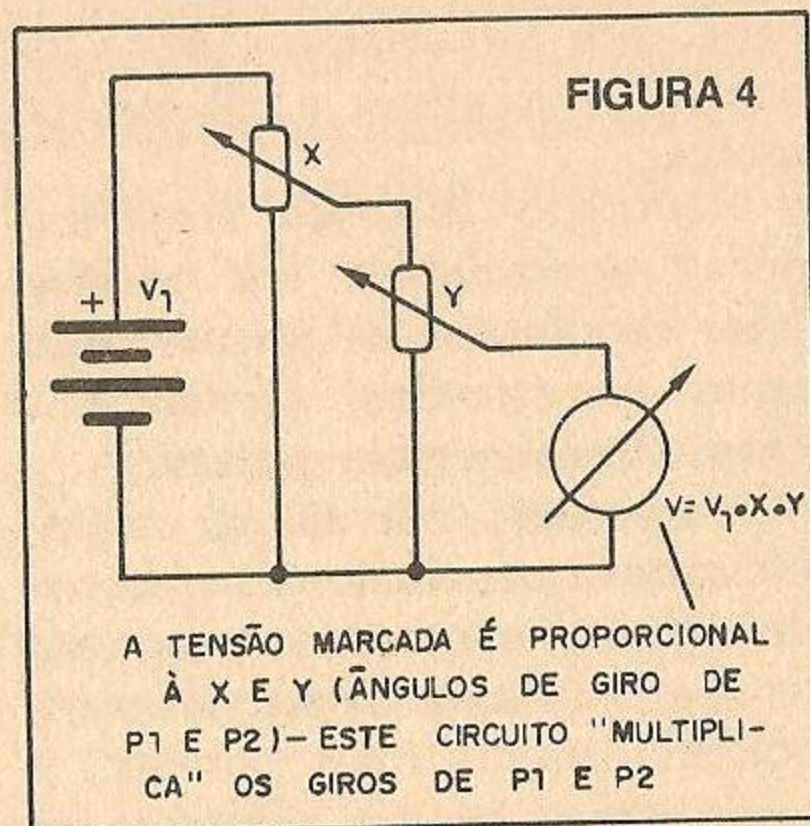 FIGURA 4
X
Y
+ V1
V= V1•X•Y
A TENSÃO MARCADA É PROPORCIONAL
À X E Y (ÂNGULOS DE GIRO DE
P1 E P2)— ESTE CIRCUITO "MULTIPLI-
CA" OS GIROS DE P1 E P2